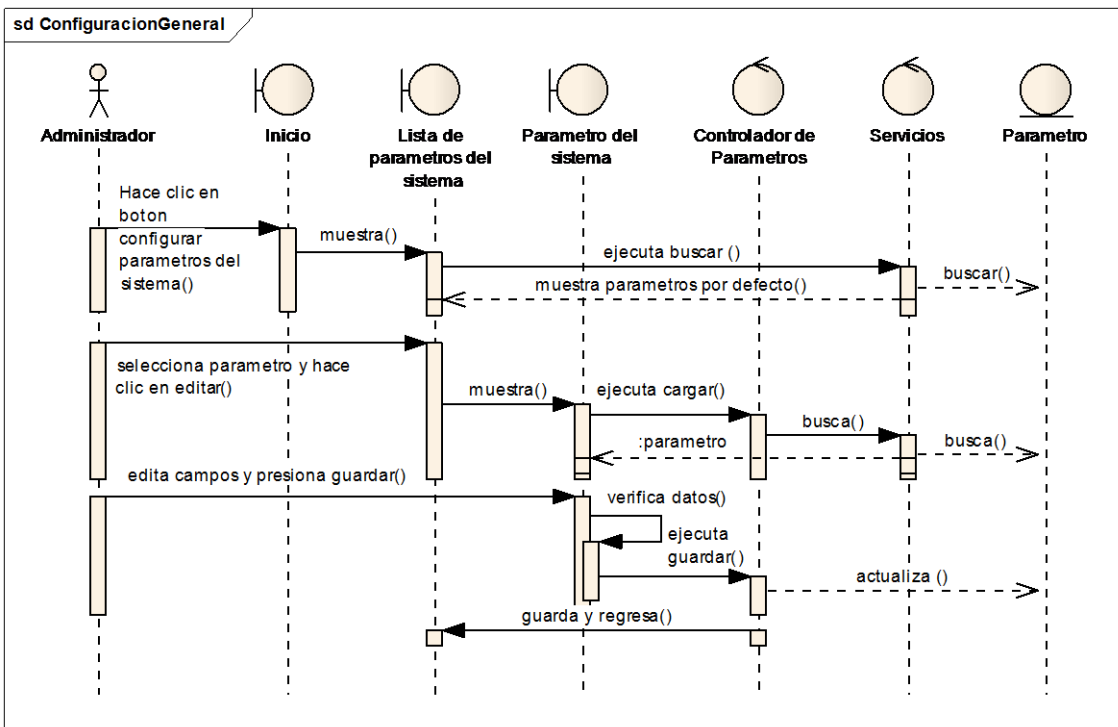 sd ConfiguracionGeneral
Administrador
Inicio
Lista de
parametros del
sistema
Parametro del
sistema
Controlador de
Parametros
Servicios
Parametro
Hace clic en
boton
configurar
parametros del
sistema()
muestra()
ejecuta buscar ()
buscar()
muestra parametros por defecto()
selecciona parametro y hace
clic en editar()
muestra()
ejecuta cargar()
busca()
busca()
:parametro
edita campos y presiona guardar()
verifica datos()
ejecuta
guardar()
actualiza ()
guarda y regresa()